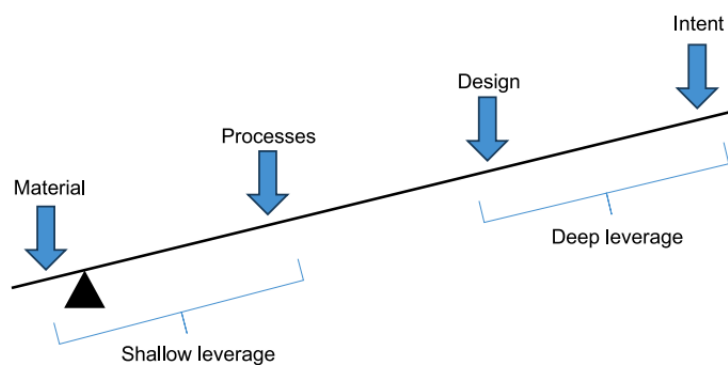 Intent
Design
Processes
Material
Deep leverage
Shallow leverage